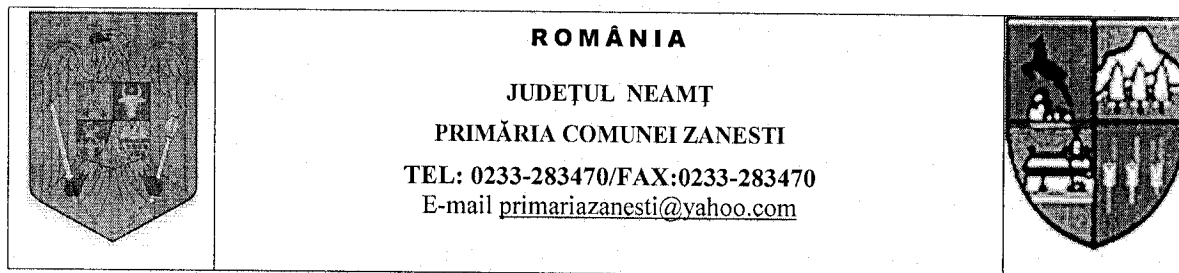 ROMÂNIA
JUDEŢUL NEAMŢ
PRIMĂRIA COMUNEI ZANESTI
TEL: 0233-283470/FAX:0233-283470
E-mail primariazanesti@yahoo.com